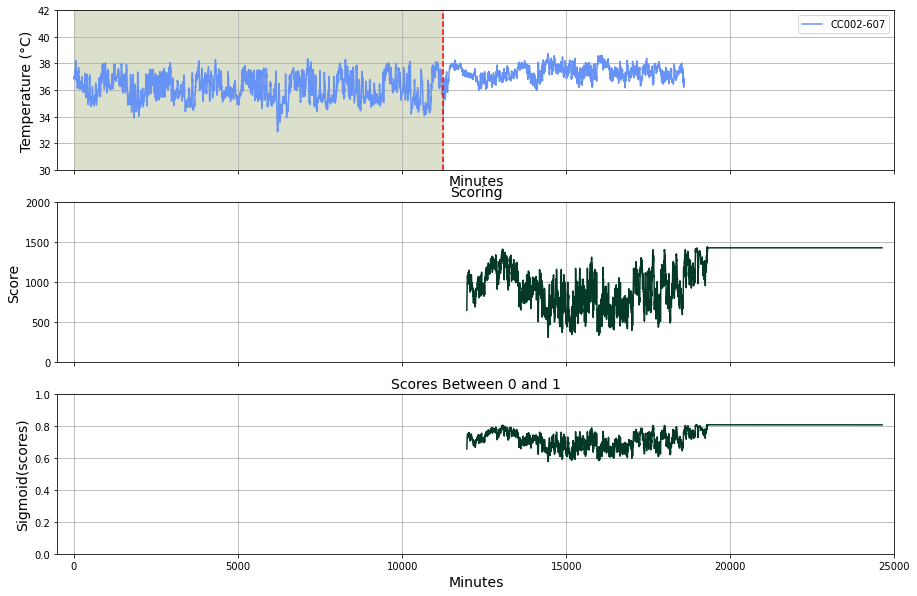 42
40
38
36
34
32
30
Temperature (°C)
CC002-607
Minutes
Scoring
2000
1500
1000
500
0
Score
Scores Between 0 and 1
1.0
0.8
0.6
0.4
0.2
0.0
Sigmoid(scores)
0 5000 10000 15000 20000 25000
Minutes